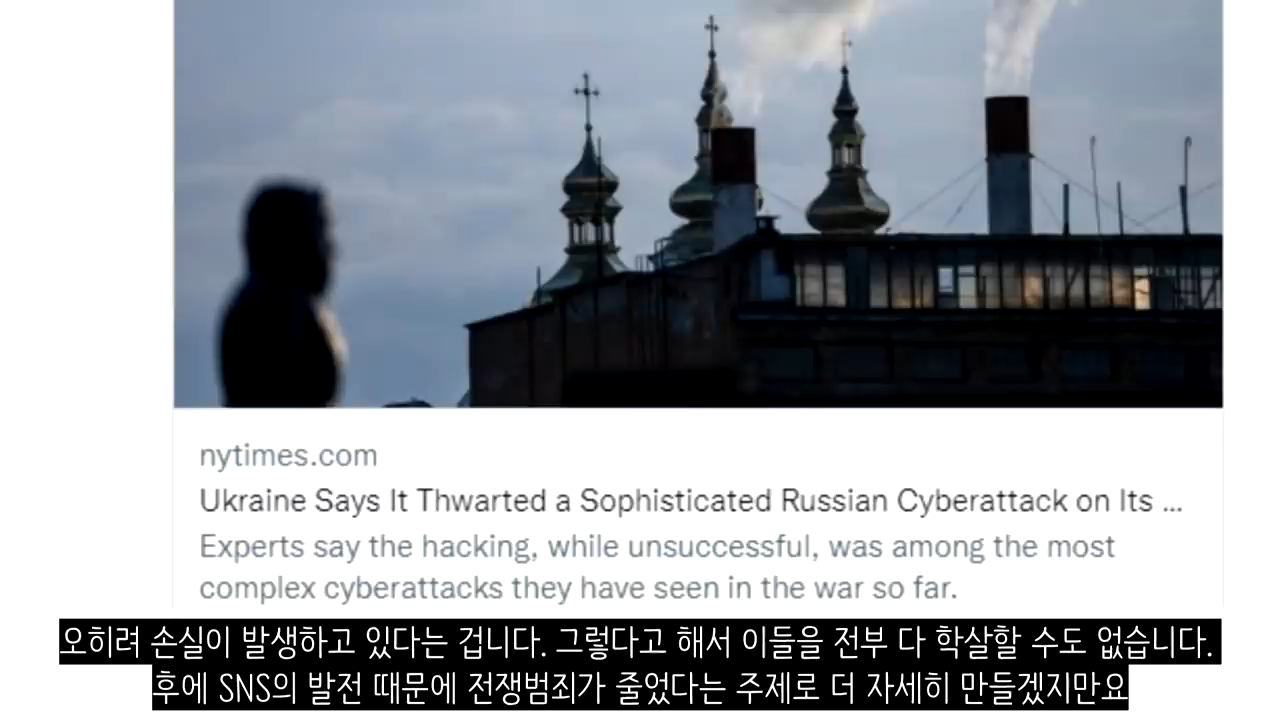 nytimes.com
Ukraine Says It Thwarted a Sophisticated Russian Cyberattack on Its ...
Experts say the hacking, while unsuccessful, was among the most
complex cyberattacks they have seen in the war so far.
오히려 손실이 발생하고 있다는 겁니다. 그렇다고 해서 이들을 전부 다 학살할 수도 없습니다.
후에 SNS의 발전 때문에 전쟁범죄가 줄었다는 주제로 더 자세히 만들겠지만요